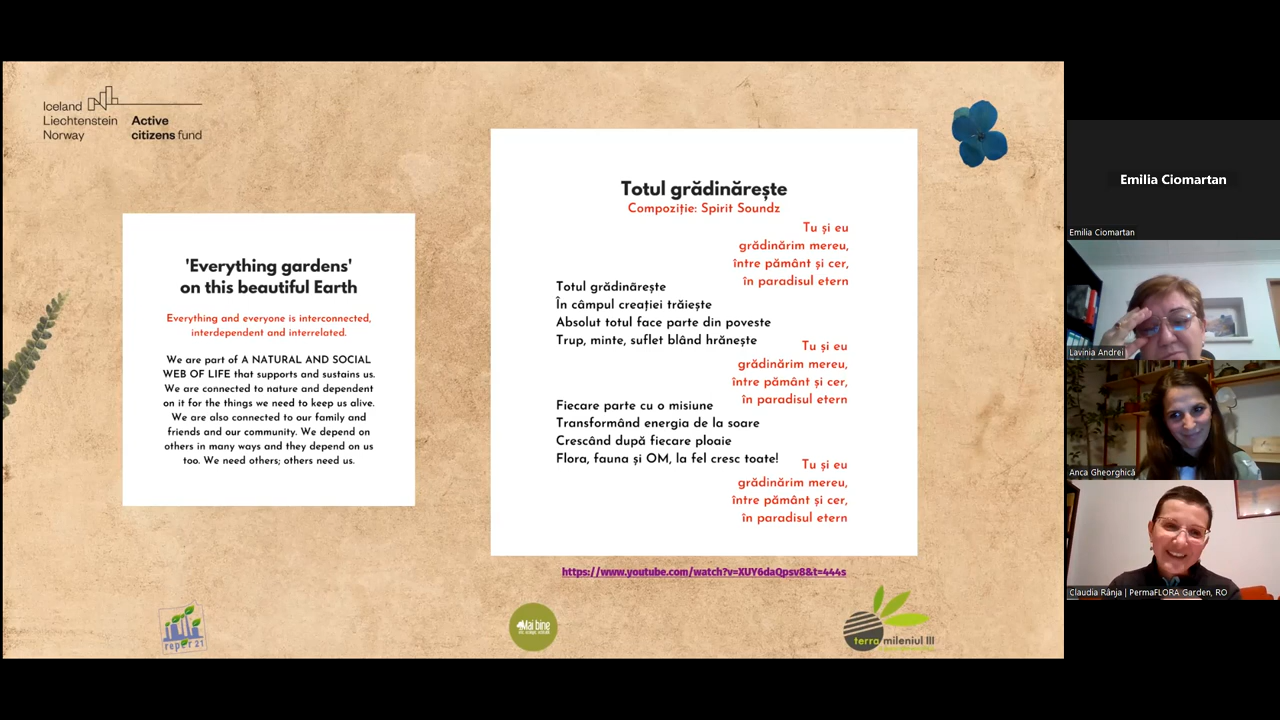 Iceland
Liechtenstein
Norway
Active
citizens fund
'Everything gardens'
on this beautiful Earth
Everything and everyone is interconnected,
interdependent and interrelated.
We are part of A NATURAL AND SOCIAL
WEB OF LIFE that supports and sustains us.
We are connected to nature and dependent
on it for the things we need to keep us alive.
We are also connected to our family and
friends and our community. We depend on
others in many ways and they depend on us
too. We need others; others need us.
Totul grădinărește
Compoziție: Spirit Soundz
Tu și eu
grădinărim mereu,
între pământ și cer,
în paradisul etern
Totul grădinărește
În câmpul creației trăiește
Absolut totul face parte din poveste
Trup, minte, suflet blând hrănește
Tu și eu
grădinărim mereu,
între pământ și cer,
în paradisul etern
Fiecare parte cu o misiune
Transformând energia de la soare
Crescând după fiecare ploaie
Flora, fauna și OM, la fel cresc toate!
Tu și eu
grădinărim mereu,
între pământ și cer,
în paradisul etern
https://www.youtube.com/watch?v=XUY6daQpsv8&t=444s
reper 21
Mai bine
terra mileniul III
Emilia Ciomartan
Emilia Ciomartan
Lavinia Andrei
Anca Gheorghică
Claudia Rânja | PermaFLORA Garden, RO